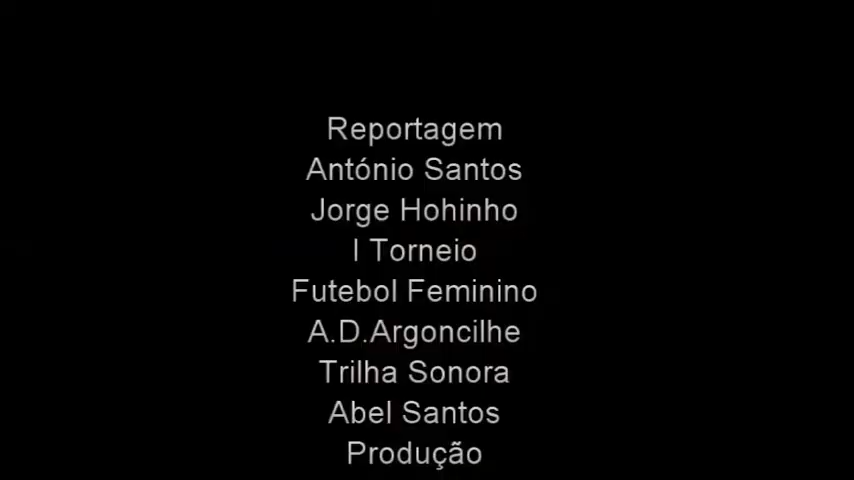 Reportagem
António Santos
Jorge Hohinho
I Torneio
Futebol Feminino
A.D.Argoncilhe
Trilha Sonora
Abel Santos
Produção